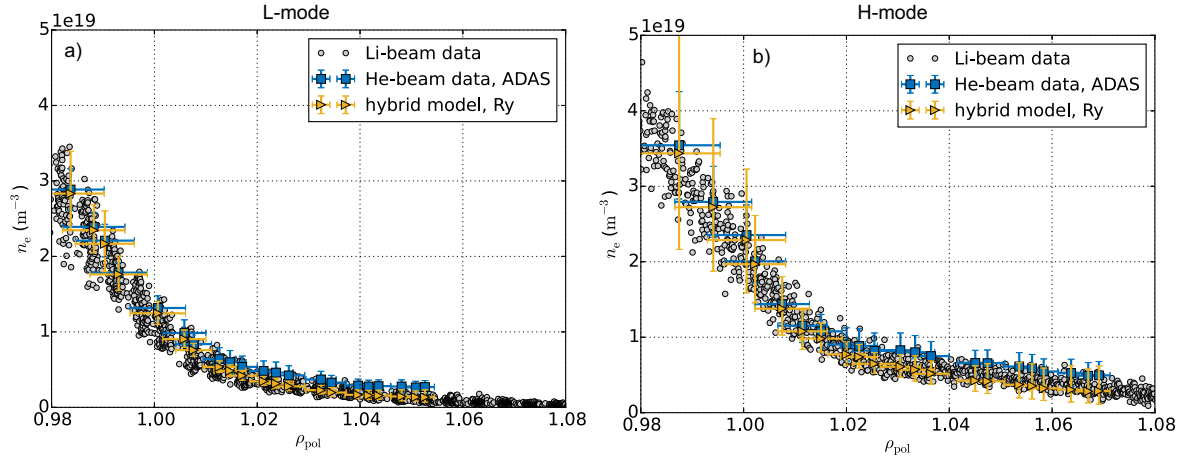 L-mode
1e19
a)
Li-beam data
He-beam data, ADAS
hybrid model, Ry
5
4
3
2
1
0
0.98 1.00 1.02 1.04 1.06 1.08
n_e (m⁻³)
ρ_pol
H-mode
1e19
b)
Li-beam data
He-beam data, ADAS
hybrid model, Ry
5
4
3
2
1
0
0.98 1.00 1.02 1.04 1.06 1.08
n_e (m⁻³)
ρ_pol